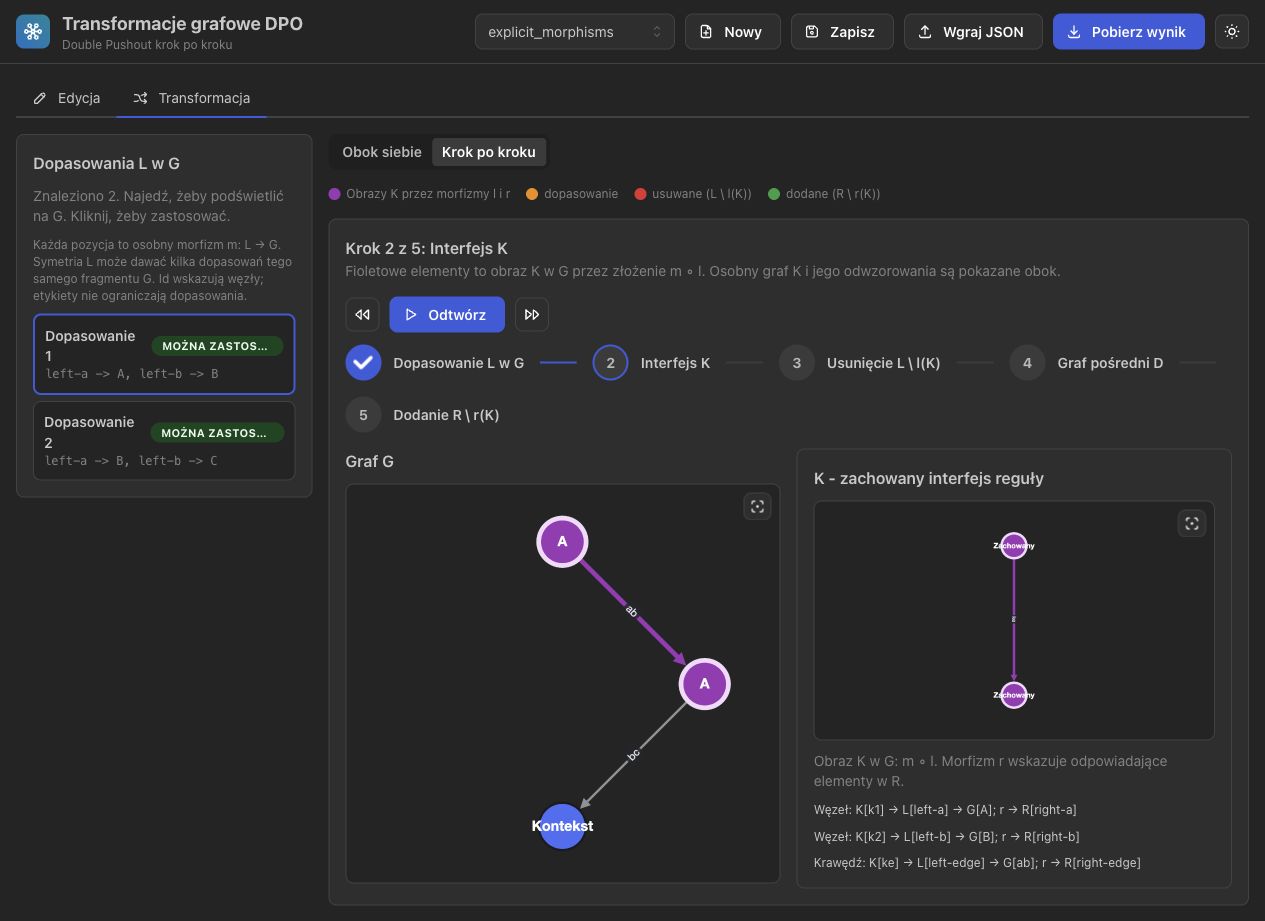 Transformacje grafowe DPO
Double Pushout krok po kroku
explicit_morphisms
Nowy
Zapisz
Wgraj JSON
Pobierz wynik
Edycja
Transformacja
Dopasowania L w G
Znaleziono 2. Najedź, żeby podświetlić
na G. Kliknij, żeby zastosować.
Każda pozycja to osobny morfizm m: L → G.
Symetria L może dawać kilka dopasowań tego
samego fragmentu G. Id wskazują węzły;
etykiety nie ograniczają dopasowania.
Dopasowanie
1
MOŻNA ZASTOS...
left-a -> A, left-b -> B
Dopasowanie
2
MOŻNA ZASTOS...
left-a -> B, left-b -> C
Obok siebie
Krok po kroku
Obrazy K przez morfizmy l i r
dopasowanie
usuwane (L \ l(K))
dodane (R \ r(K))
Krok 2 z 5: Interfejs K
Fioletowe elementy to obraz K w G przez złożenie m ∘ l. Osobny graf K i jego odwzorowania są pokazane obok.
Odtwórz
Dopasowanie L w G
2
Interfejs K
3
Usunięcie L \ l(K)
4
Graf pośredni D
5
Dodanie R \ r(K)
Graf G
A
ab
A
bc
Kontekst
K - zachowany interfejs reguły
Zachowany
Zachowany
Obraz K w G: m ∘ l. Morfizm r wskazuje odpowiadające
elementy w R.
Węzeł: K[k1] → L[left-a] → G[A]; r → R[right-a]
Węzeł: K[k2] → L[left-b] → G[B]; r → R[right-b]
Krawędź: K[ke] → L[left-edge] → G[ab]; r → R[right-edge]